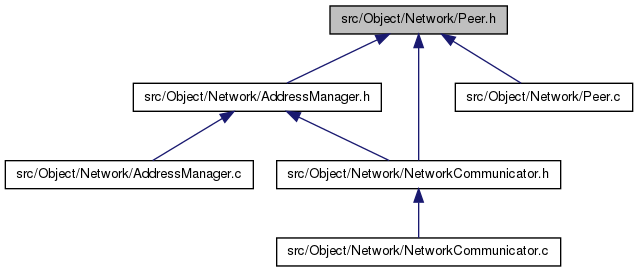 src/Object/Network/Peer.h
src/Object/Network/AddressManager.h
src/Object/Network/Peer.c
src/Object/Network/AddressManager.c
src/Object/Network/NetworkCommunicator.h
src/Object/Network/NetworkCommunicator.c